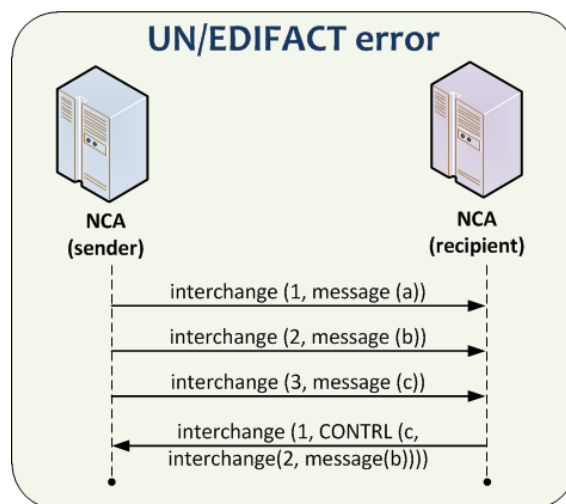 UN/EDIFACT error
NCA NCA
(sender) (recipient)
interchange (1, message (a))
interchange (2, message (b))
interchange (3, message (c))
interchange (1, CONTRL (c,
interchange(2, message(b))))